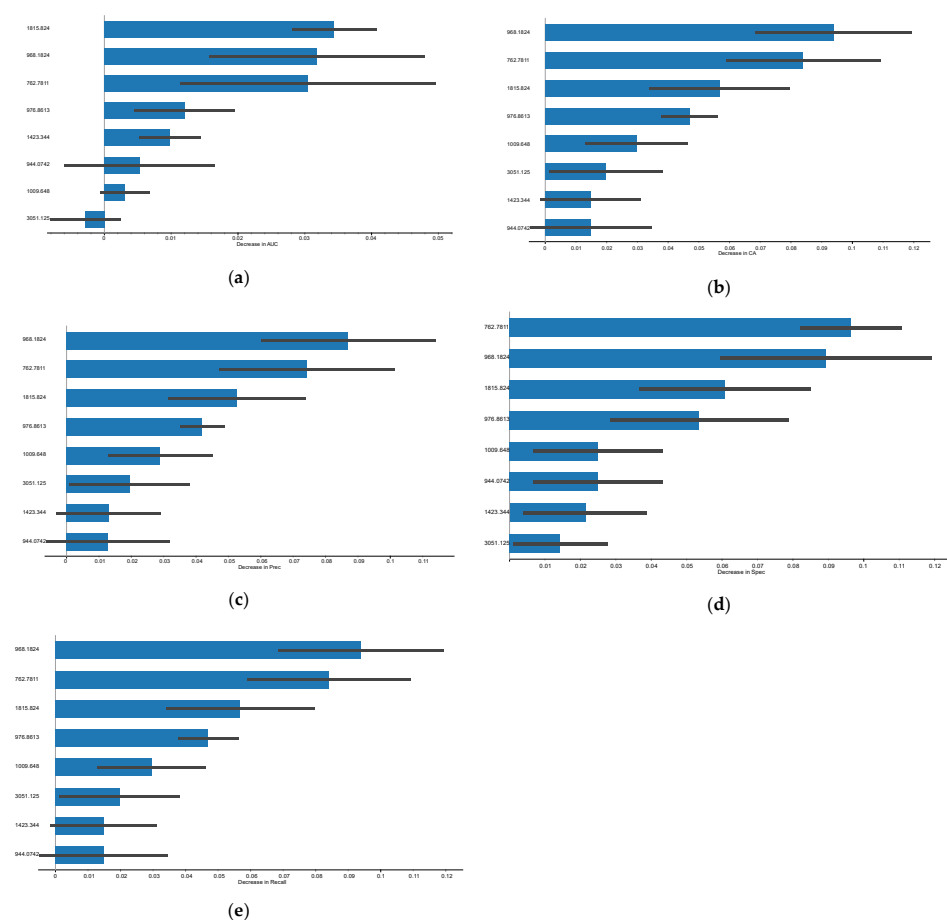 1815.824
968.1824
762.7811
976.8613
1423.344
944.0742
1009.648
3051.125
0 0.01 0.02 0.03 0.04 0.05
Decrease in AUC
(a)
968.1824
762.7811
1815.824
976.8613
1009.648
3051.125
1423.344
944.0742
0 0.01 0.02 0.03 0.04 0.05 0.06 0.07 0.08 0.09 0.1 0.11 0.12
Decrease in CA
(b)
968.1824
762.7811
1815.824
976.8613
1009.648
3051.125
1423.344
944.0742
0 0.01 0.02 0.03 0.04 0.05 0.06 0.07 0.08 0.09 0.1 0.11
Decrease in Prec
(c)
762.7811
968.1824
1815.824
976.8613
1009.648
944.0742
1423.344
3051.125
0.01 0.02 0.03 0.04 0.05 0.06 0.07 0.08 0.09 0.1 0.11 0.12
Decrease in Spec
(d)
968.1824
762.7811
1815.824
976.8613
1009.648
3051.125
1423.344
944.0742
0 0.01 0.02 0.03 0.04 0.05 0.06 0.07 0.08 0.09 0.1 0.11 0.12
Decrease in Recall
(e)